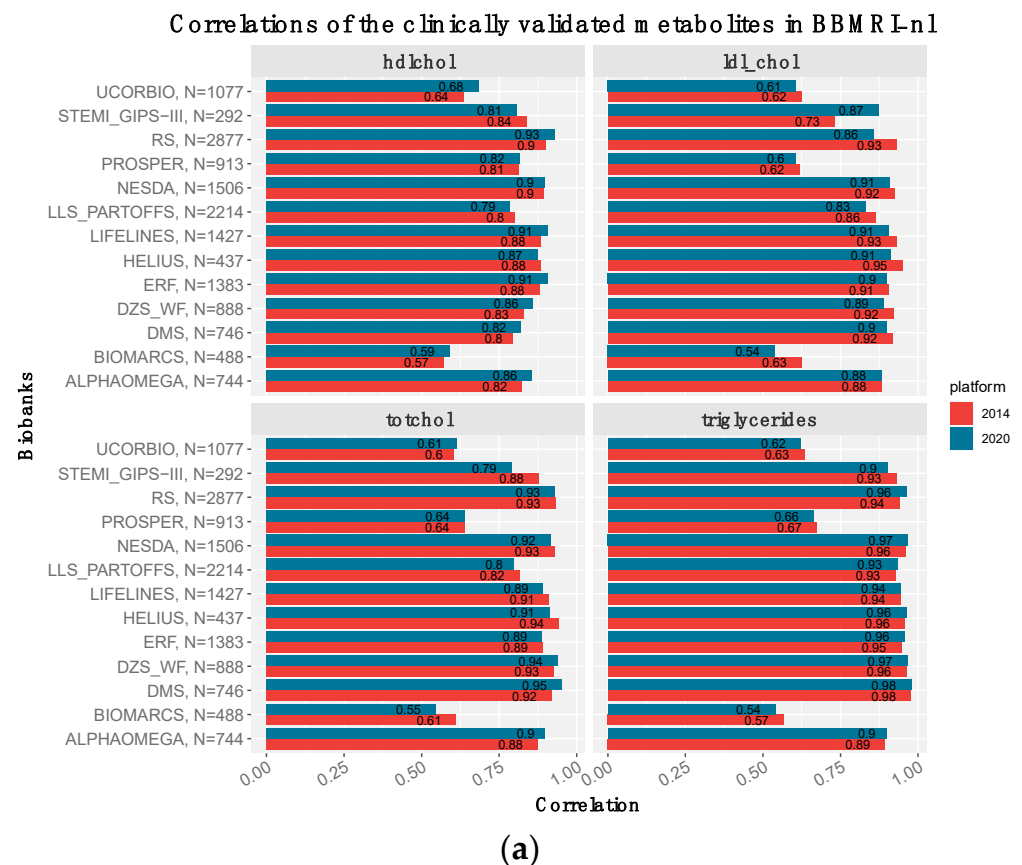 Correlations of the clinically validated metabolites in BBMRI-nl
hdlchol
ldl_chol
UCORBIO, N=1077
0.68
0.64
0.61
0.62
STEMI_GIPS−III, N=292
0.81
0.84
0.87
0.73
RS, N=2877
0.93
0.9
0.86
0.93
PROSPER, N=913
0.82
0.81
0.6
0.62
NESDA, N=1506
0.9
0.9
0.91
0.92
LLS_PARTOFFS, N=2214
0.79
0.8
0.83
0.86
LIFELINES, N=1427
0.91
0.88
0.91
0.93
HELIUS, N=437
0.87
0.88
0.91
0.95
ERF, N=1383
0.91
0.88
0.9
0.91
DZS_WF, N=888
0.86
0.83
0.89
0.92
DMS, N=746
0.82
0.8
0.9
0.92
BIOMARCS, N=488
0.59
0.57
0.54
0.63
ALPHAOMEGA, N=744
0.86
0.82
0.88
0.88
Biobanks
platform
2014
2020
totchol
triglycerides
UCORBIO, N=1077
0.61
0.6
0.62
0.63
STEMI_GIPS−III, N=292
0.79
0.88
0.9
0.93
RS, N=2877
0.93
0.93
0.96
0.94
PROSPER, N=913
0.64
0.64
0.66
0.67
NESDA, N=1506
0.92
0.93
0.97
0.96
LLS_PARTOFFS, N=2214
0.8
0.82
0.93
0.93
LIFELINES, N=1427
0.89
0.91
0.94
0.94
HELIUS, N=437
0.91
0.94
0.96
0.96
ERF, N=1383
0.89
0.89
0.96
0.95
DZS_WF, N=888
0.94
0.93
0.97
0.96
DMS, N=746
0.95
0.92
0.98
0.98
BIOMARCS, N=488
0.55
0.61
0.54
0.57
ALPHAOMEGA, N=744
0.9
0.88
0.9
0.89
0.00 0.25 0.50 0.75 1.00 0.00 0.25 0.50 0.75 1.00
Correlation
(a)